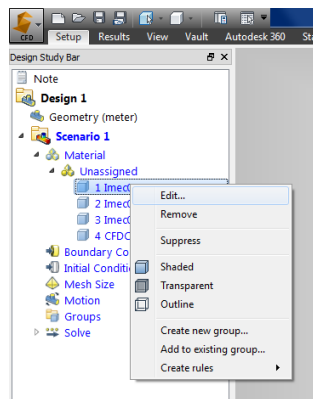 CFD
Setup Results View Vault Autodesk 360
Design Study Bar
Note
Design 1
Geometry (meter)
Scenario 1
Material
Unassigned
1 Imec
2 Imec
3 Imec
4 CFDC
Boundary Co
Initial Conditi
Mesh Size
Motion
Groups
Solve
Edit...
Remove
Suppress
Shaded
Transparent
Outline
Create new group...
Add to existing group...
Create rules